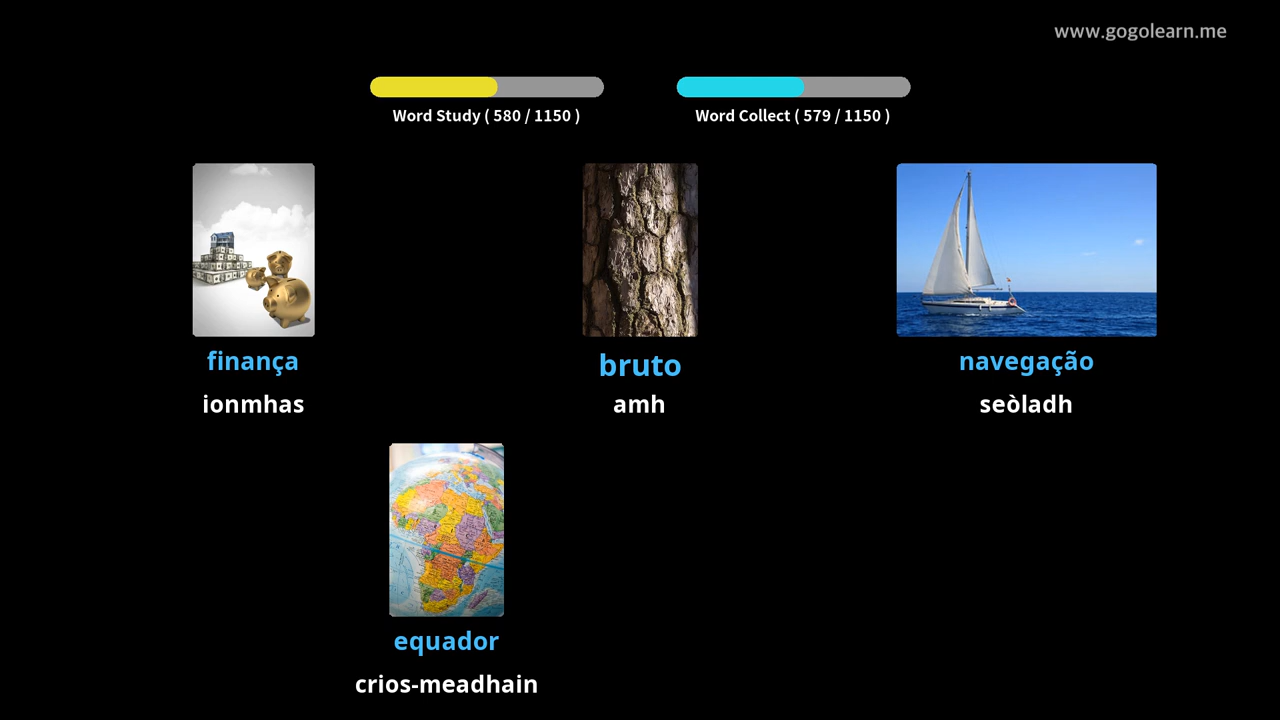 www.gogolearn.me
Word Study ( 580 / 1150 )
Word Collect ( 579 / 1150 )
finança
bruto
navegação
ionmhas
amh
seòladh
equador
crios-meadhain